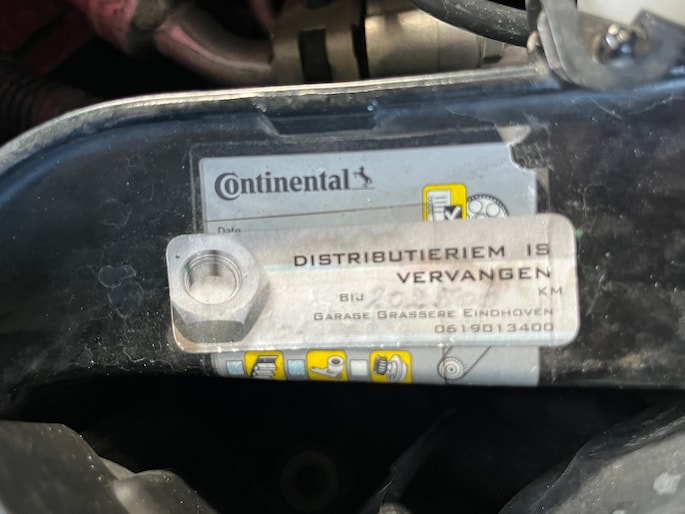 Continental
Date
DISTRIBUTIERIEM IS
VERVANGEN
BIJ KM
GARAGE GRASSERE EINDHOVEN
0619013400